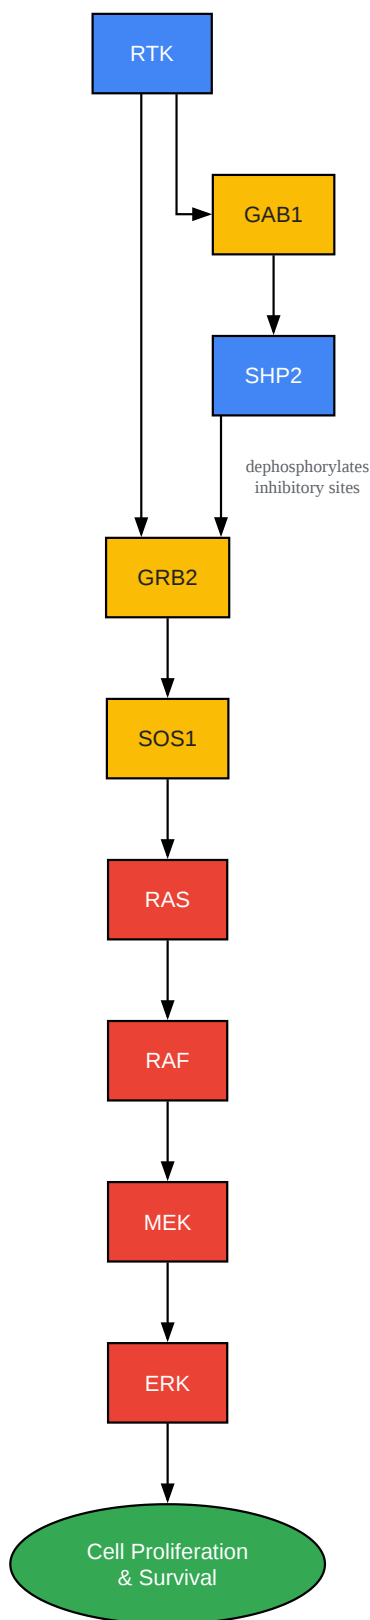 RTK
GAB1
SHP2
dephosphorylates
inhibitory sites
GRB2
SOS1
RAS
RAF
MEK
ERK
Cell Proliferation
& Survival